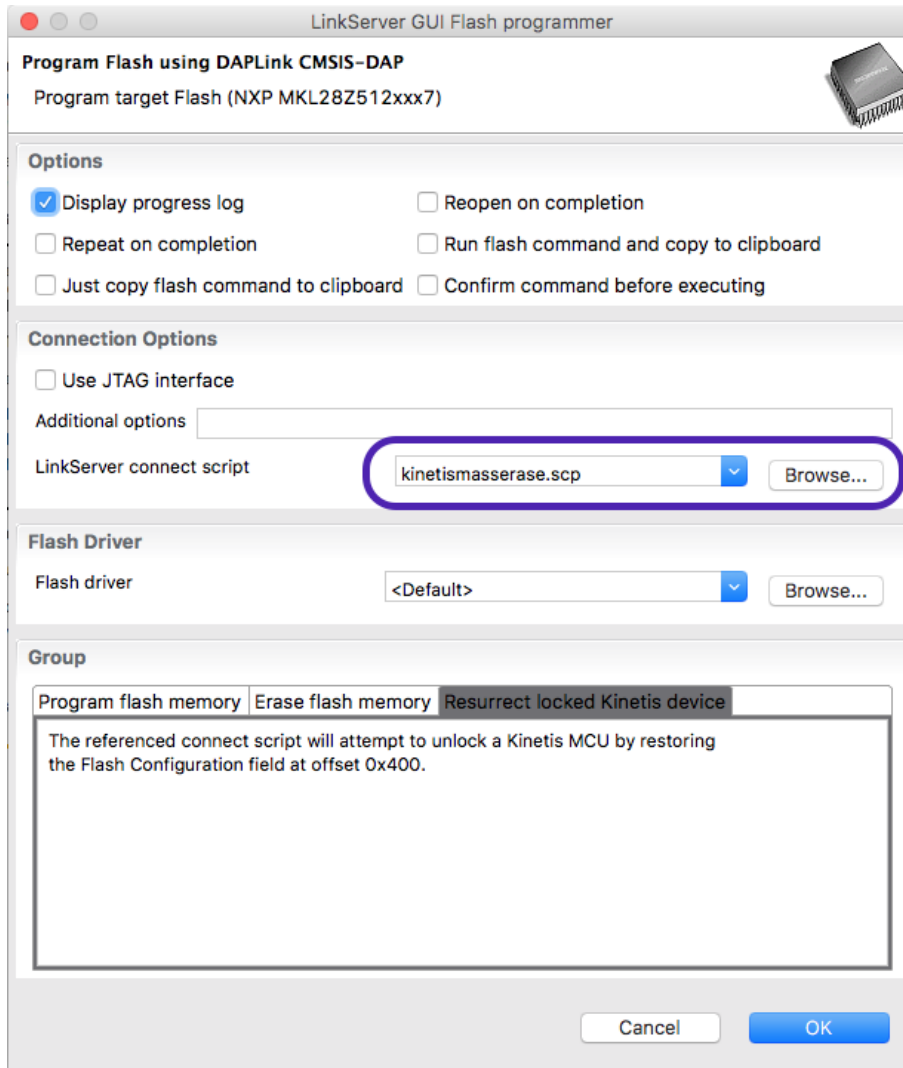 LinkServer GUI Flash programmer
Program Flash using DAPLink CMSIS-DAP
Program target Flash (NXP MKL28Z512xxx7)
Options
Display progress log
Reopen on completion
Repeat on completion
Run flash command and copy to clipboard
Just copy flash command to clipboard
Confirm command before executing
Connection Options
Use JTAG interface
Additional options
LinkServer connect script
kinetismasserase.scp
Browse...
Flash Driver
Flash driver
<Default>
Browse...
Group
Program flash memory
Erase flash memory
Resurrect locked Kinetis device
The referenced connect script will attempt to unlock a Kinetis MCU by restoring
the Flash Configuration field at offset 0x400.
Cancel
OK